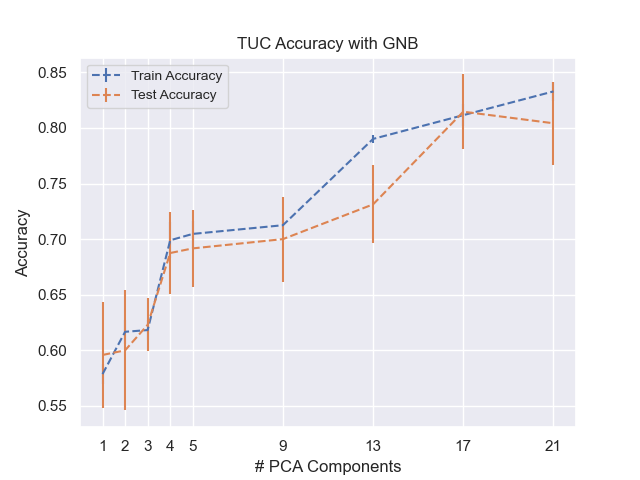 TUC Accuracy with GNB
Train Accuracy
Test Accuracy
0.85
0.80
0.75
0.70
0.65
0.60
0.55
Accuracy
1 2 3 4 5 9 13 17 21
# PCA Components